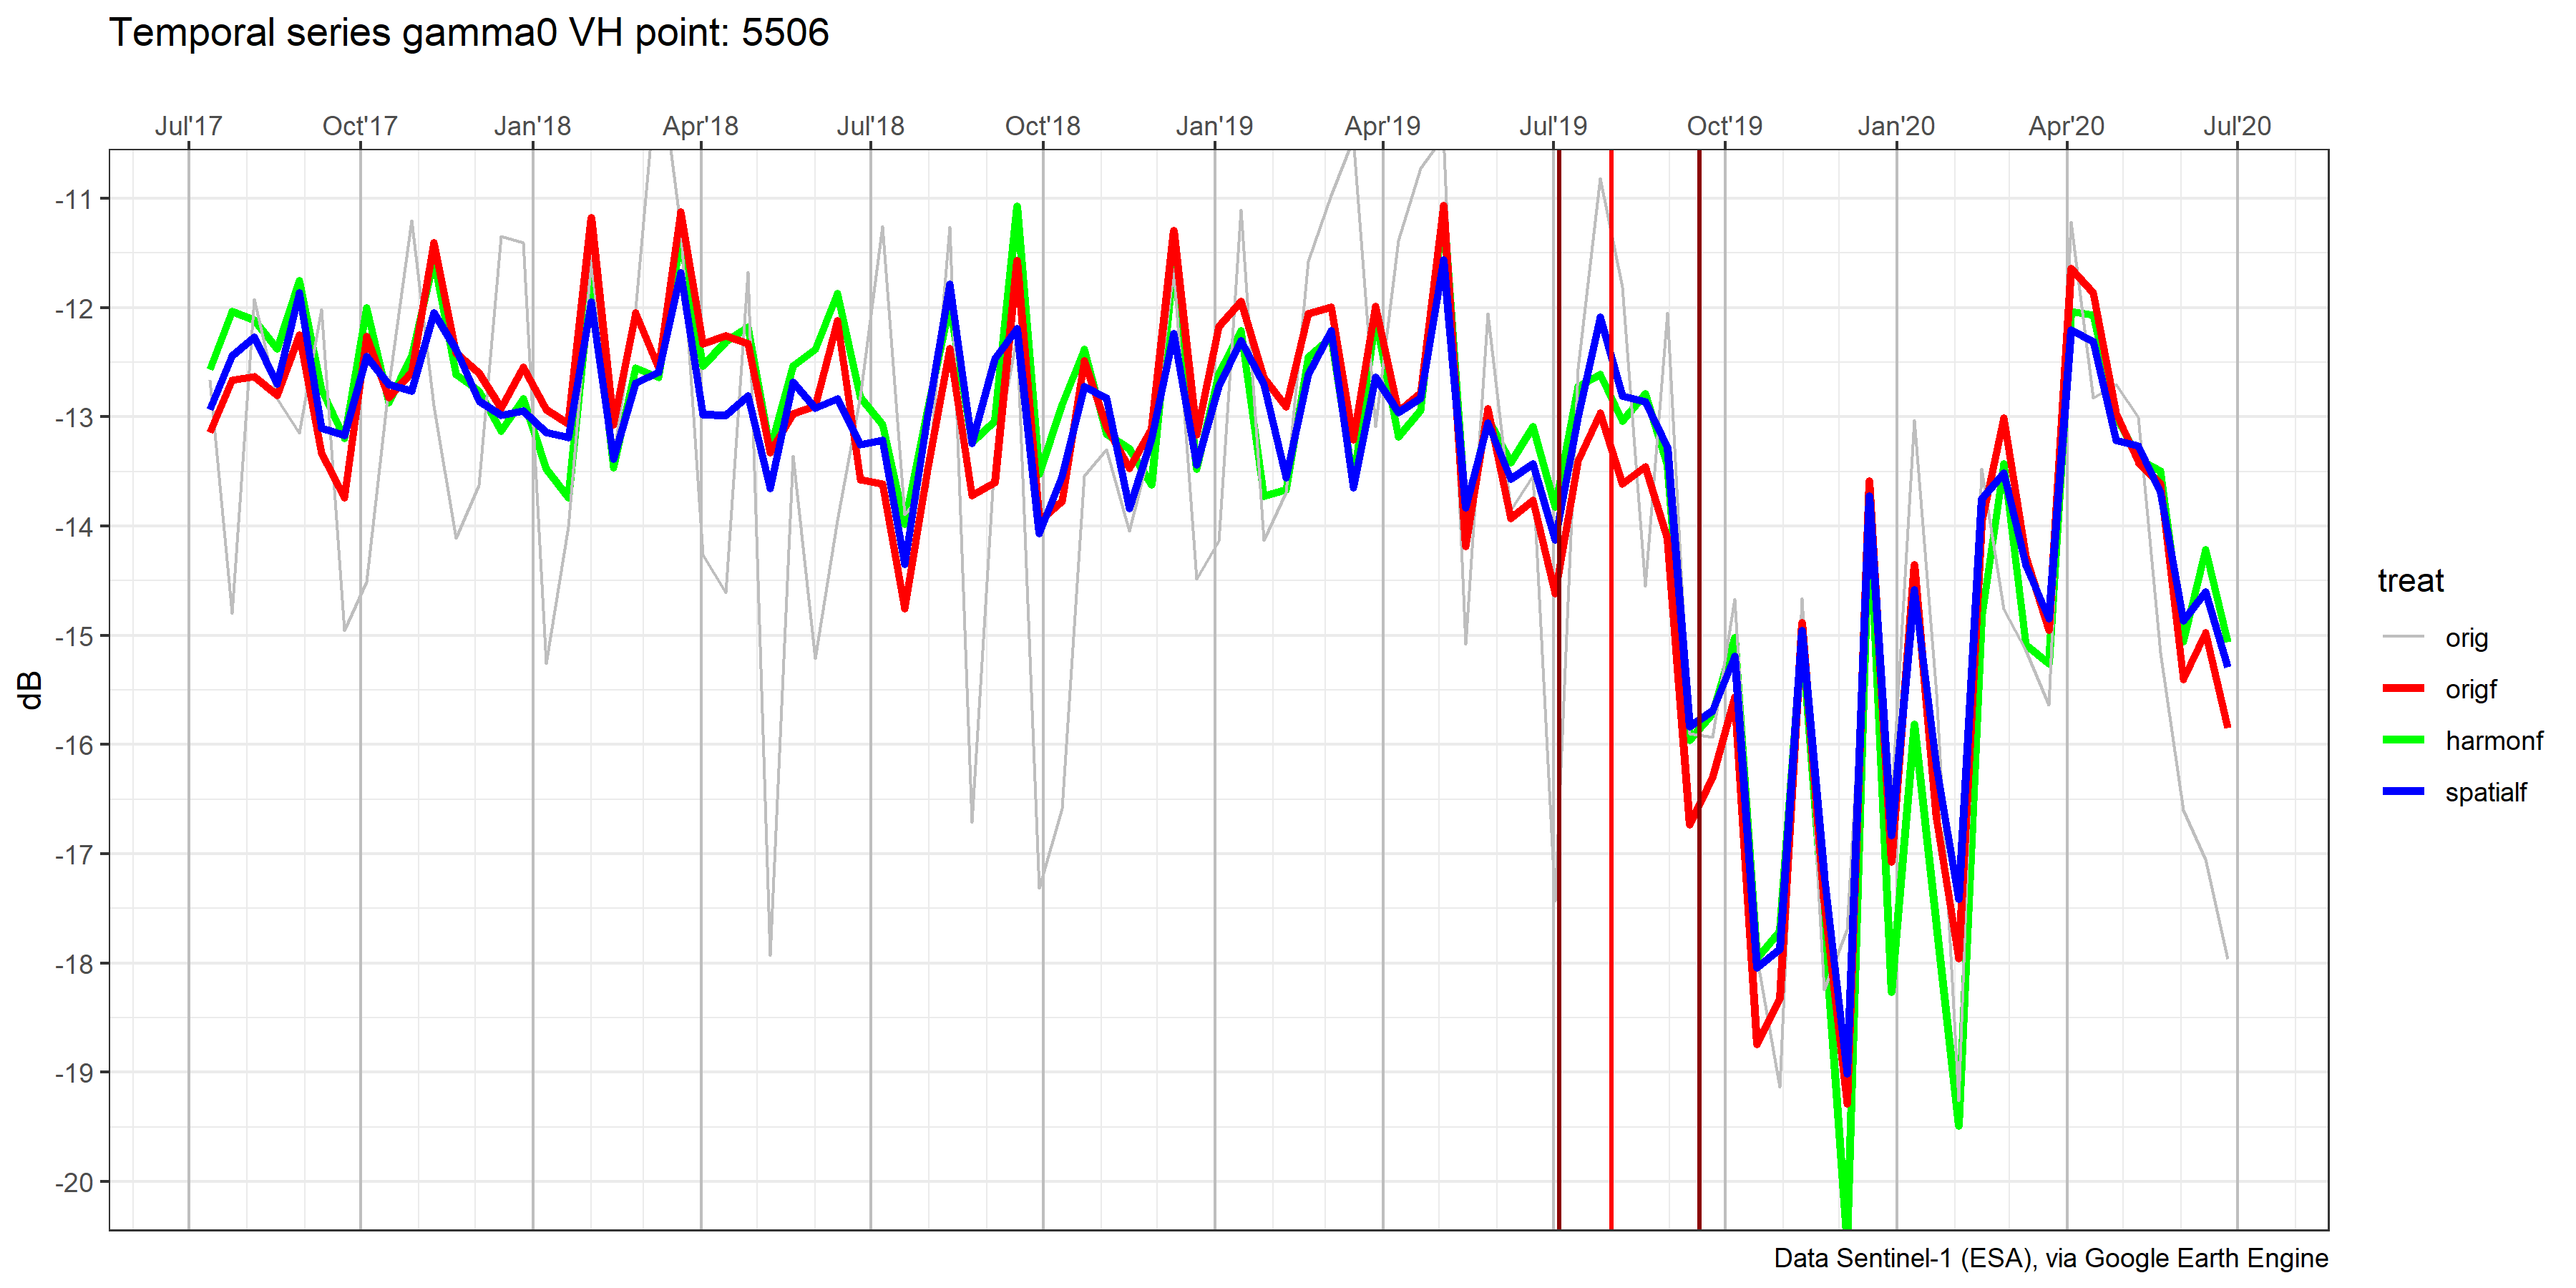 Temporal series gamma0 VH point: 5506
Jul'17 Oct'17 Jan'18 Apr'18 Jul'18 Oct'18 Jan'19 Apr'19 Jul'19 Oct'19 Jan'20 Apr'20 Jul'20
-11
-12
-13
-14
-15
-16
-17
-18
-19
-20
dB
treat
orig
origf
harmonf
spatialf
Data Sentinel-1 (ESA), via Google Earth Engine